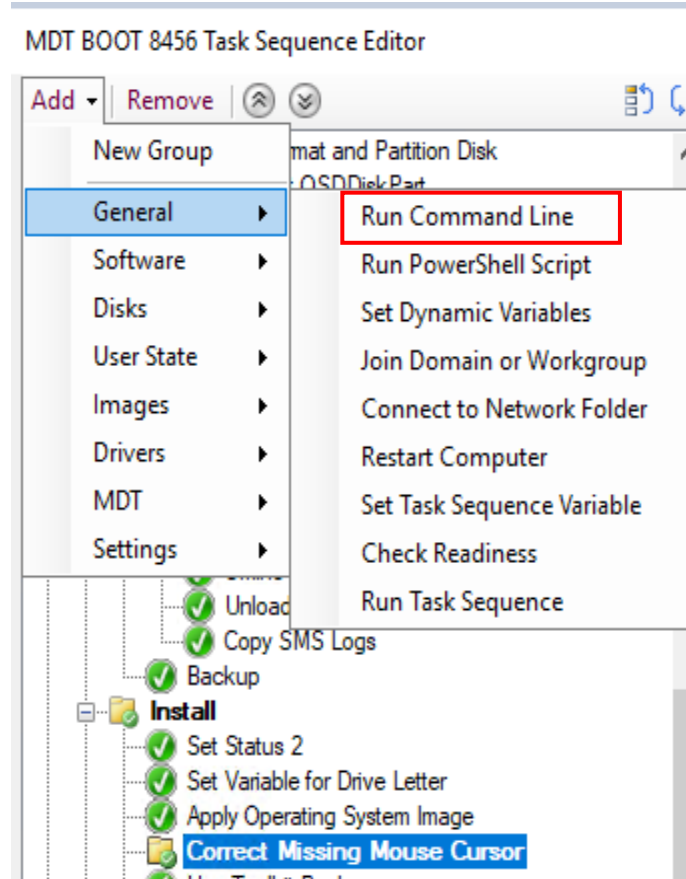 MDT BOOT 8456 Task Sequence Editor
Add Remove
New Group
mat and Partition Disk
OSDDiskPart
General
Software
Disks
User State
Images
Drivers
MDT
Settings
Run Command Line
Run PowerShell Script
Set Dynamic Variables
Join Domain or Workgroup
Connect to Network Folder
Restart Computer
Set Task Sequence Variable
Check Readiness
Run Task Sequence
Unload
Copy SMS Logs
Backup
Install
Set Status 2
Set Variable for Drive Letter
Apply Operating System Image
Correct Missing Mouse Cursor